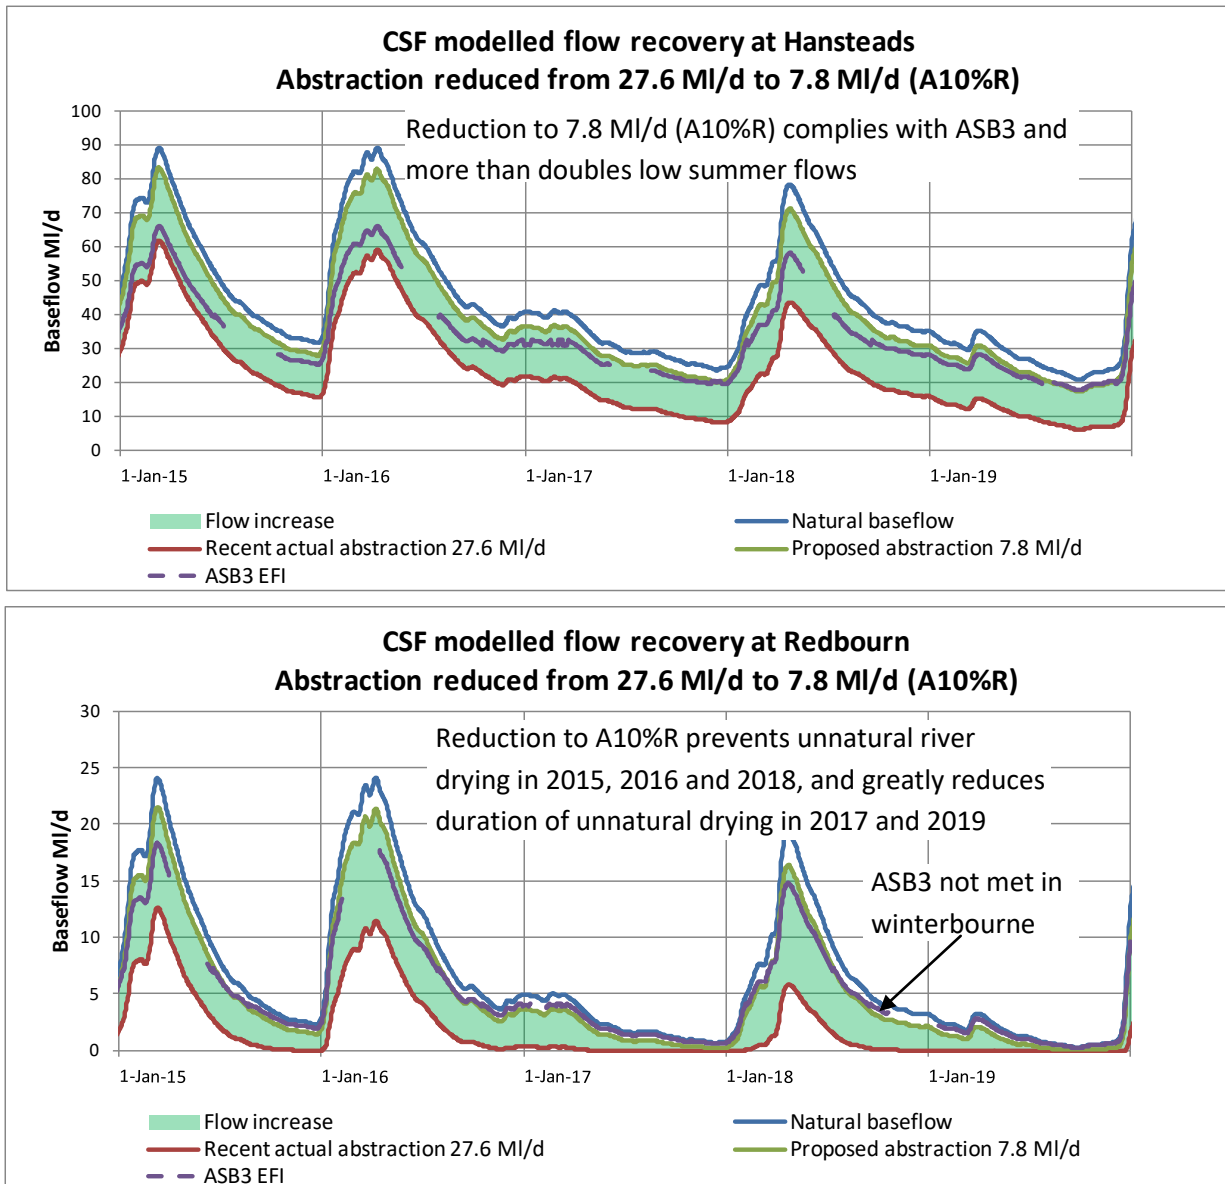 CSF modelled flow recovery at Hansteads
Abstraction reduced from 27.6 Ml/d to 7.8 Ml/d (A10%R)
Reduction to 7.8 Ml/d (A10%R) complies with ASB3 and
more than doubles low summer flows
Baseflow Ml/d
100
90
80
70
60
50
40
30
20
10
0
1-Jan-15
1-Jan-16
1-Jan-17
1-Jan-18
1-Jan-19
Flow increase
Natural baseflow
Recent actual abstraction 27.6 Ml/d
Proposed abstraction 7.8 Ml/d
ASB3 EFI
CSF modelled flow recovery at Redbourn
Abstraction reduced from 27.6 Ml/d to 7.8 Ml/d (A10%R)
Reduction to A10%R prevents unnatural river
drying in 2015, 2016 and 2018, and greatly reduces
duration of unnatural drying in 2017 and 2019
ASB3 not met in
winterbourne
Baseflow Ml/d
30
25
20
15
10
5
0
1-Jan-15
1-Jan-16
1-Jan-17
1-Jan-18
1-Jan-19
Flow increase
Natural baseflow
Recent actual abstraction 27.6 Ml/d
Proposed abstraction 7.8 Ml/d
ASB3 EFI